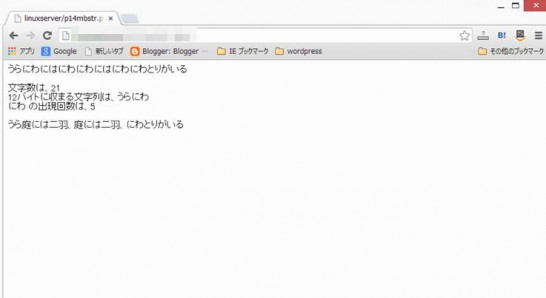 linuxserver/p14mbstr.p
アプリ Google 新しいタブ Blogger: Blogger IE ブックマーク wordpress その他のブックマーク
うらにわにはにわにわにはにわにわとりがいる
文字数は、21
12バイトに収まる文字列は、うらにわ
にわ の出現回数は、5
うら庭には二羽、庭には二羽、にわとりがいる